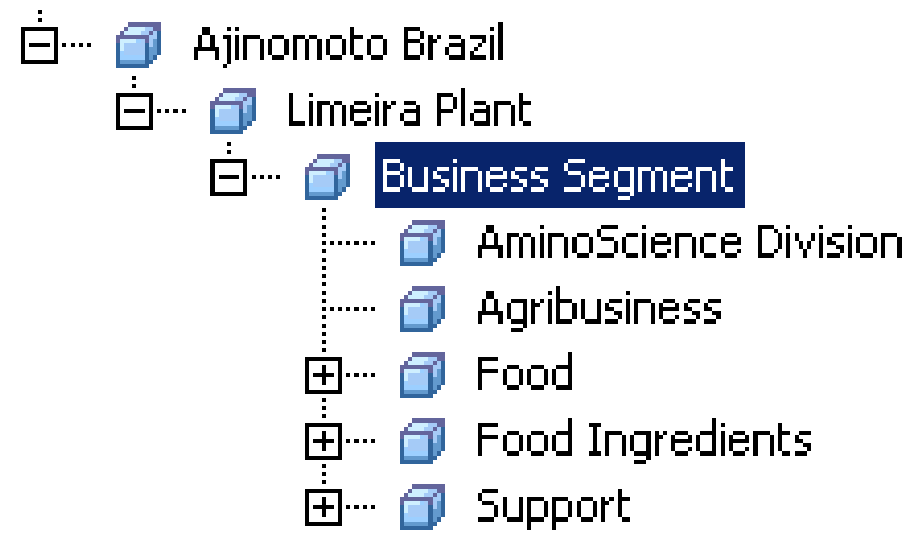 Ajinomoto Brazil
Limeira Plant
Business Segment
AminoScience Division
Agribusiness
Food
Food Ingredients
Support